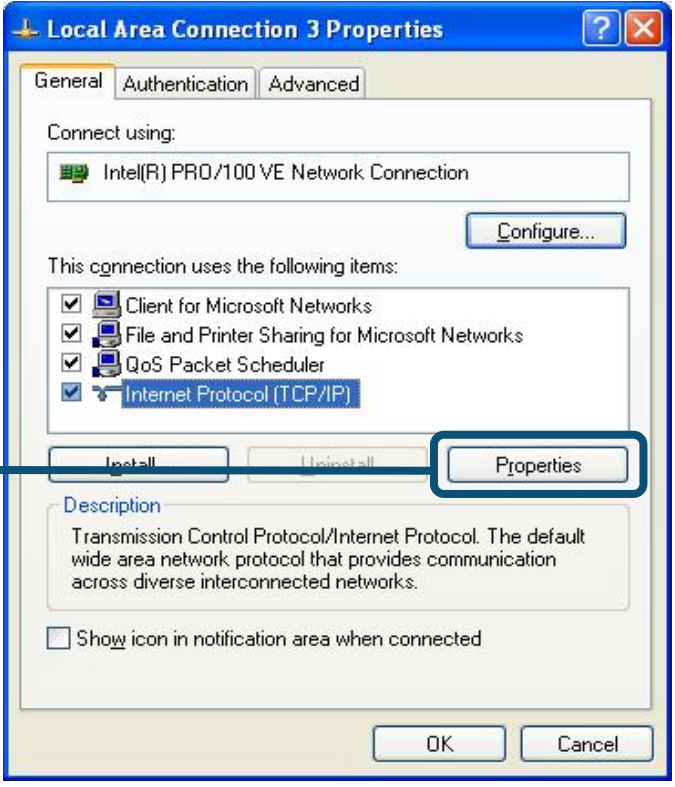 Local Area Connection 3 Properties
General Authentication Advanced
Connect using:
Intel(R) PRO/100 VE Network Connection
Configure...
This connection uses the following items:
Client for Microsoft Networks
File and Printer Sharing for Microsoft Networks
QoS Packet Scheduler
Internet Protocol (TCP/IP)
Install... Uninstall Properties
Description
Transmission Control Protocol/Internet Protocol. The default
wide area network protocol that provides communication
across diverse interconnected networks.
Show icon in notification area when connected
OK Cancel